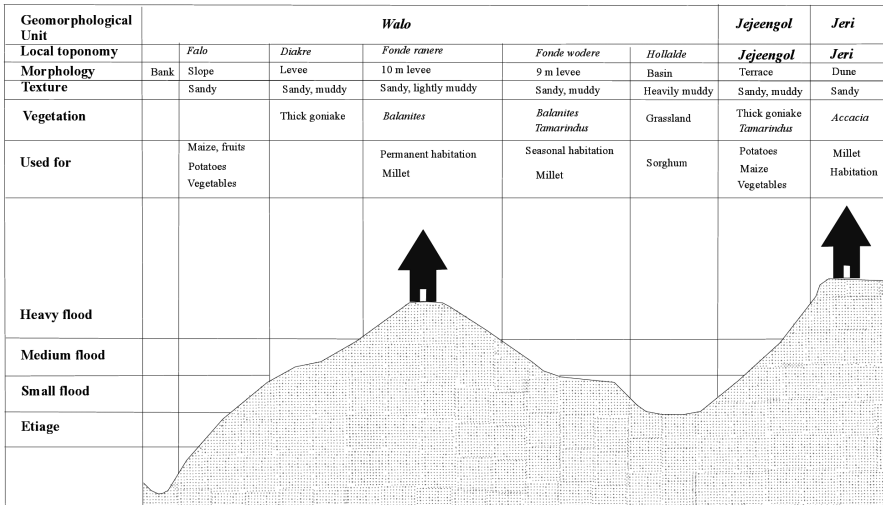 Geomorphological Unit Walo Jejeengol Jeri
Local toponomy Falo Diakre Fonde ranere Fonde wodere Hollalde Jejeengol Jeri
Morphology Bank Slope Levee 10 m levee 9 m levee Basin Terrace Dune
Texture Sandy Sandy, muddy Sandy, lightly muddy Sandy, muddy Heavily muddy Sandy, muddy Sandy
Vegetation Thick goniake Balanites Balanites Tamarindus Grassland Thick goniake Tamarindus Accacia
Used for Maize, fruits Potatoes Vegetables Permanent habitation Millet Seasonal habitation Millet Sorghum Potatoes Maize Vegetables Millet Habitation
Heavy flood
Medium flood
Small flood
Etiage